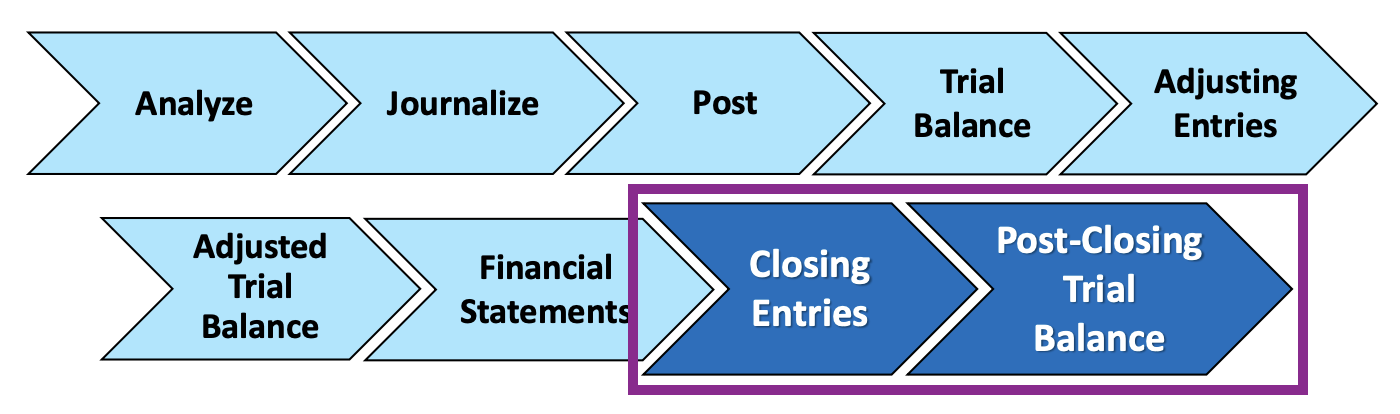 Analyze
Journalize
Post
Trial
Balance
Adjusting
Entries
Adjusted
Trial
Balance
Financial
Statements
Closing
Entries
Post-Closing
Trial
Balance